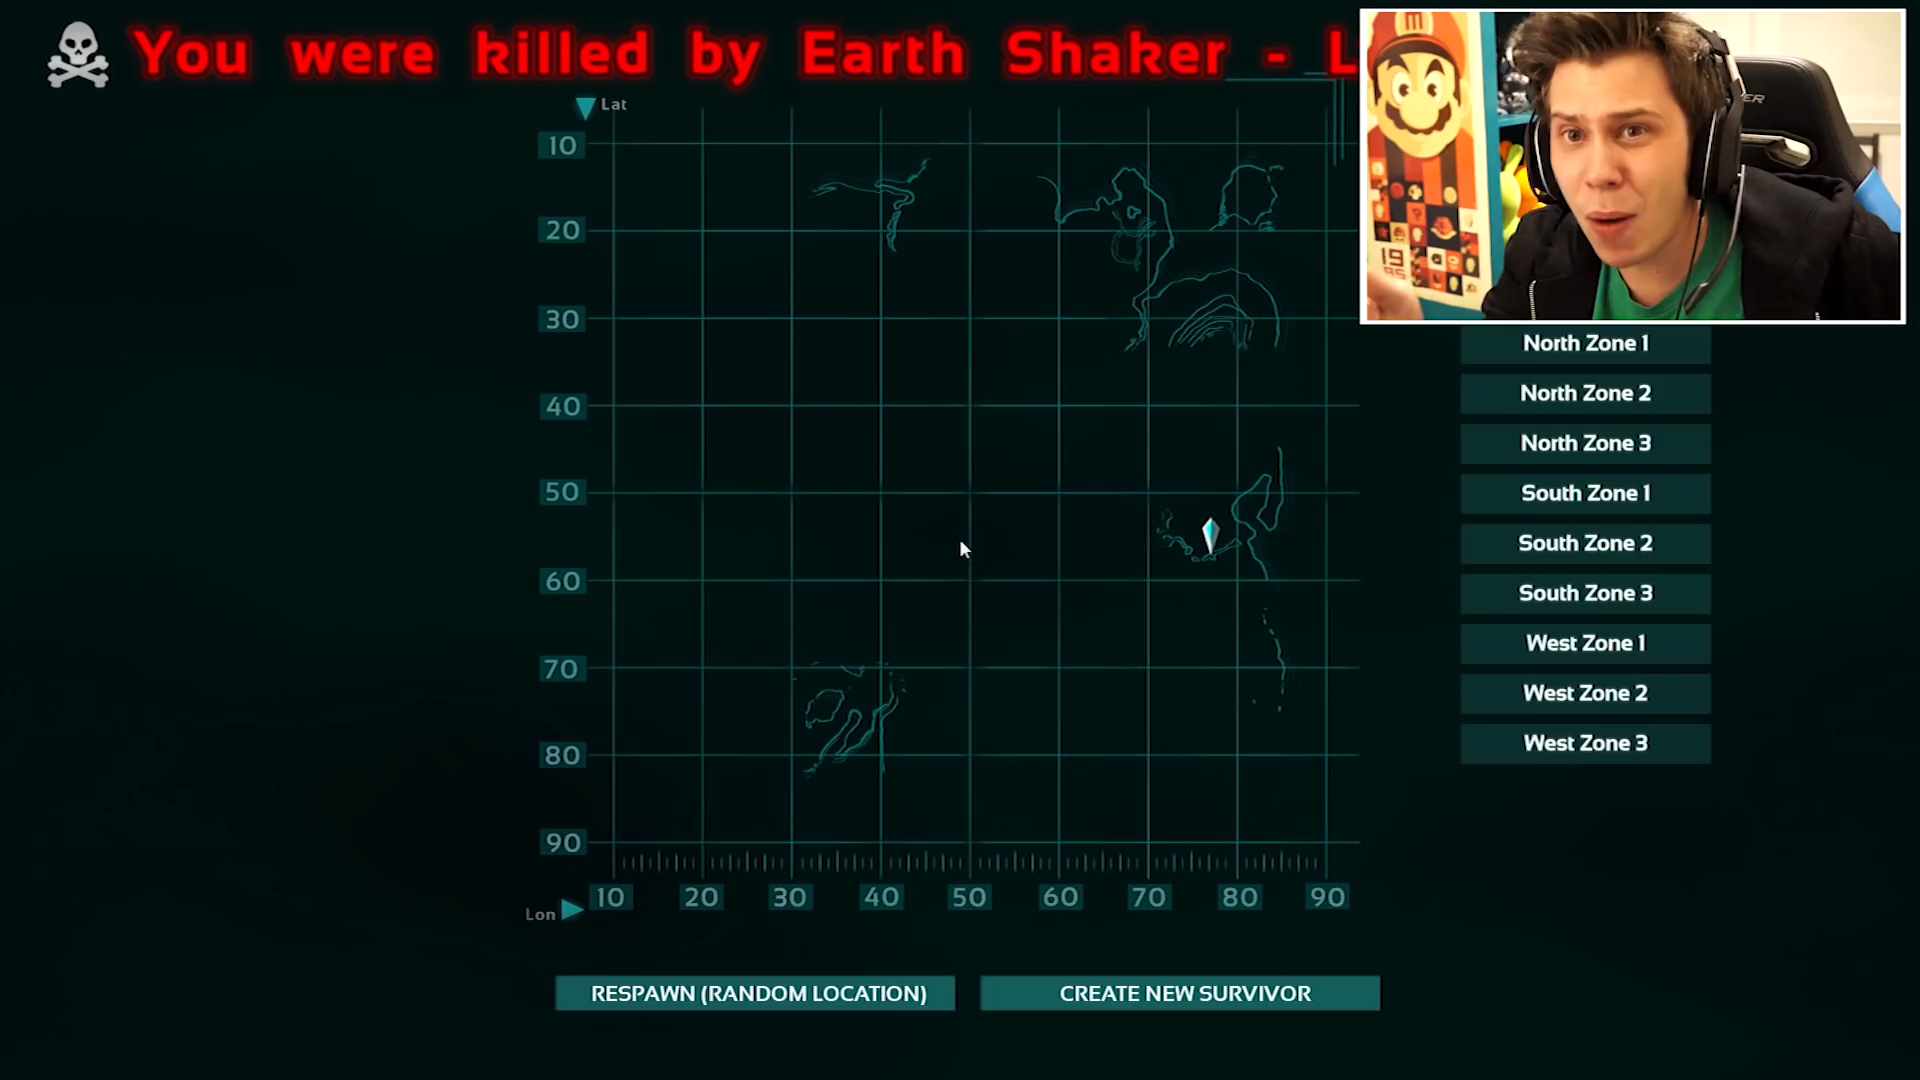 You were killed by Earth Shaker - L
Lat
10
20
30
40
50
60
70
80
90
Lon
10 20 30 40 50 60 70 80 90
North Zone 1
North Zone 2
North Zone 3
South Zone 1
South Zone 2
South Zone 3
West Zone 1
West Zone 2
West Zone 3
RESPAWN (RANDOM LOCATION)
CREATE NEW SURVIVOR
M
19
95
ER